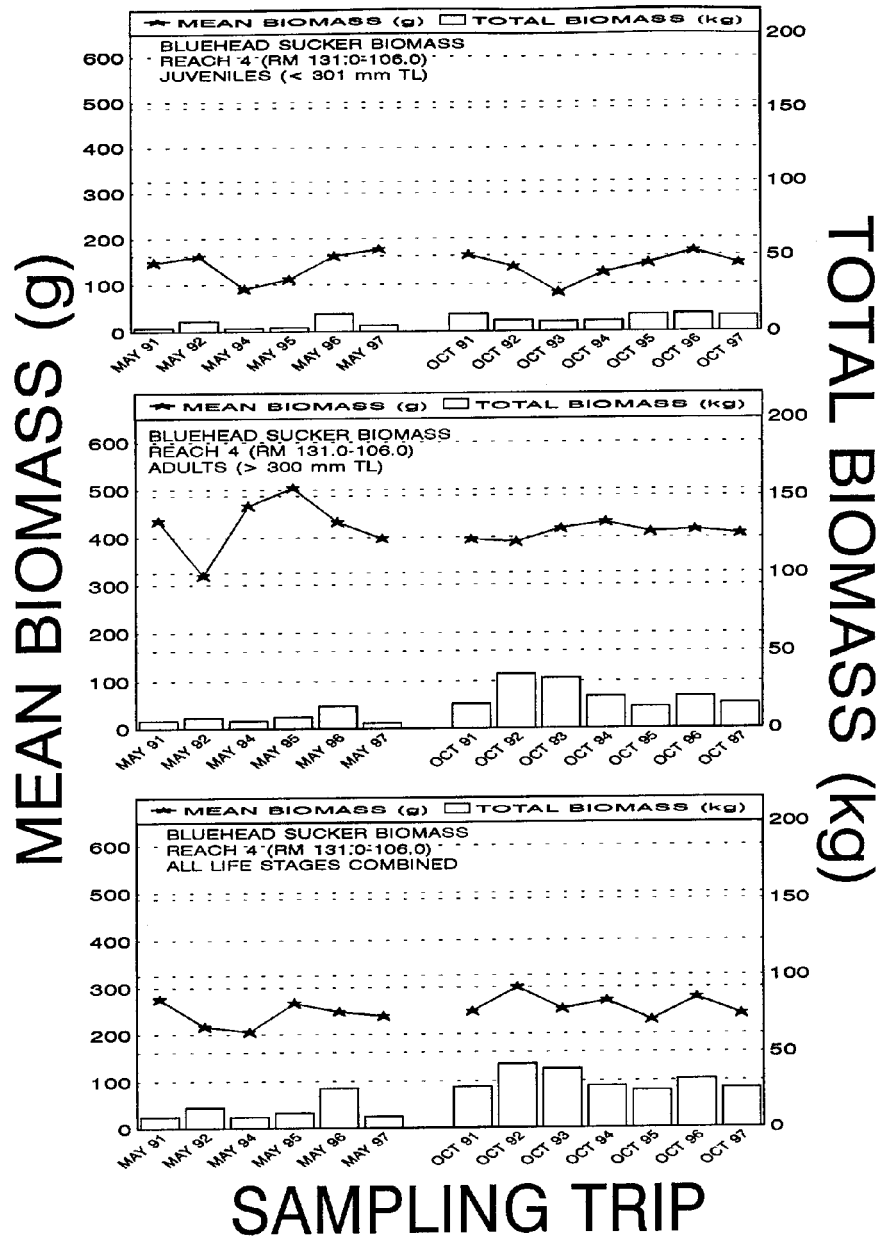 MEAN BIOMASS (g)
TOTAL BIOMASS (kg)
MEAN BIOMASS (g) TOTAL BIOMASS (kg)
BLUEHEAD SUCKER BIOMASS
REACH 4 (RM 131.0-106.0)
JUVENILES (< 301 mm TL)
600 500 400 300 200 100 0
200 150 100 50 0
MAY 91 MAY 92 MAY 94 MAY 95 MAY 96 MAY 97 OCT 91 OCT 92 OCT 93 OCT 94 OCT 95 OCT 96 OCT 97
MEAN BIOMASS (g) TOTAL BIOMASS (kg)
BLUEHEAD SUCKER BIOMASS
REACH 4 (RM 131.0-106.0)
ADULTS (> 300 mm TL)
600 500 400 300 200 100 0
200 150 100 50 0
MAY 91 MAY 92 MAY 94 MAY 95 MAY 96 MAY 97 OCT 91 OCT 92 OCT 93 OCT 94 OCT 95 OCT 96 OCT 97
MEAN BIOMASS (g) TOTAL BIOMASS (kg)
BLUEHEAD SUCKER BIOMASS
REACH 4 (RM 131.0-106.0)
ALL LIFE STAGES COMBINED
600 500 400 300 200 100 0
200 150 100 50 0
MAY 91 MAY 92 MAY 94 MAY 95 MAY 96 MAY 97 OCT 91 OCT 92 OCT 93 OCT 94 OCT 95 OCT 96 OCT 97
SAMPLING TRIP